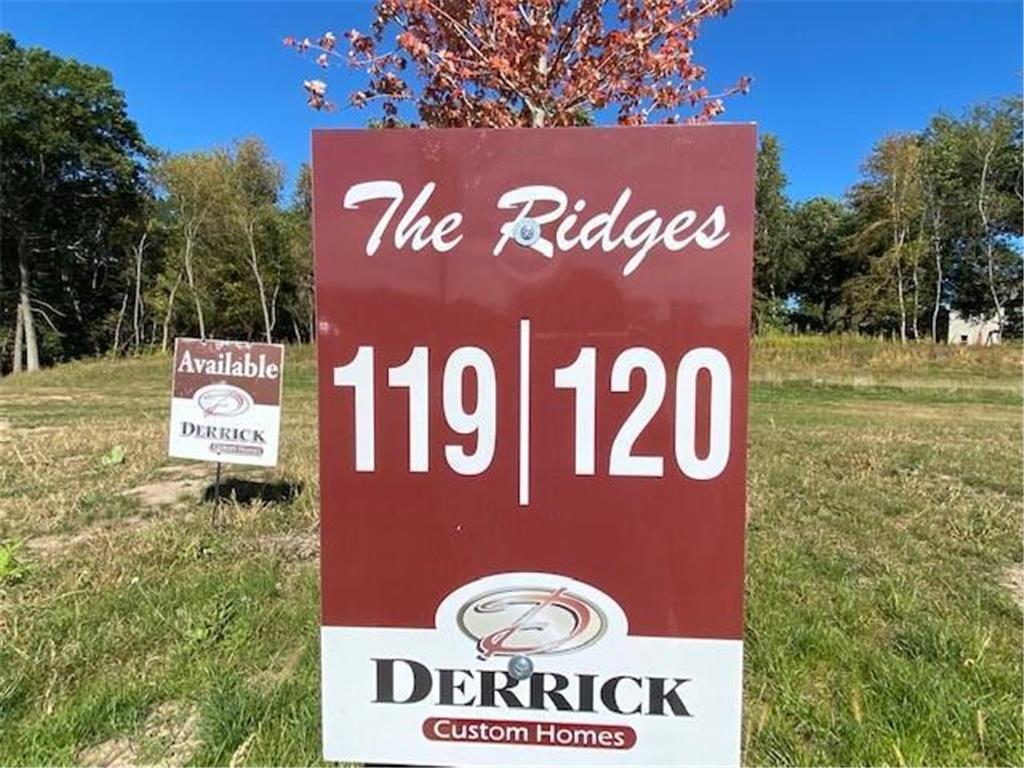 The Ridges
119 | 120
DERRICK
Custom Homes
Available
DERRICK
Custom Homes